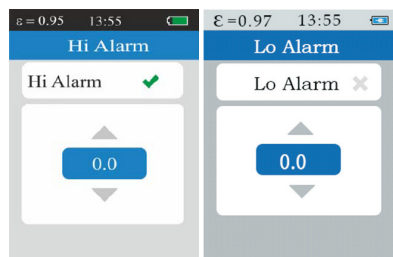 ε = 0.95 13:55
Hi Alarm
Hi Alarm
0.0
Ɛ =0.97 13:55
Lo Alarm
Lo Alarm
0.0